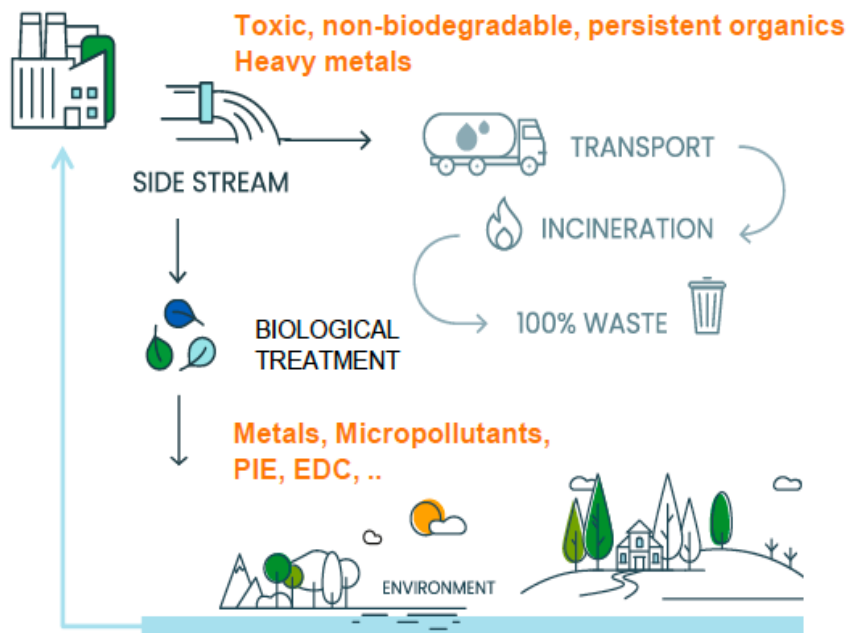 Toxic, non-biodegradable, persistent organics
Heavy metals
TRANSPORT
SIDE STREAM
INCINERATION
100% WASTE
BIOLOGICAL
TREATMENT
Metals, Micropollutants,
PIE, EDC, ..
ENVIRONMENT